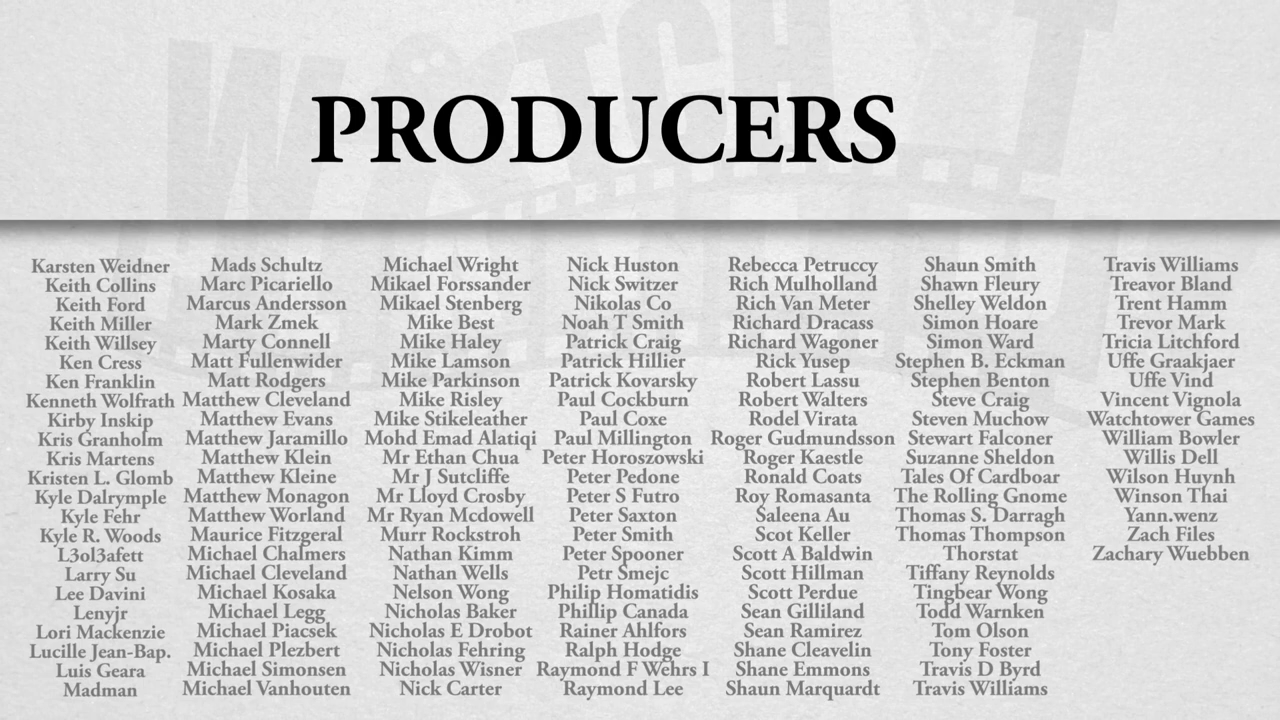 WATCH IT
PRODUCERS
Karsten Weidner
Keith Collins
Keith Ford
Keith Miller
Keith Willsey
Ken Cress
Ken Franklin
Kenneth Wolfrath
Kirby Inskip
Kris Granholm
Kris Martens
Kristen L. Glomb
Kyle Dalrymple
Kyle Fehr
Kyle R. Woods
L3ol3afett
Larry Su
Lee Davini
Lenyjr
Lori Mackenzie
Lucille Jean-Bap.
Luis Geara
Madman
Mads Schultz
Marc Picariello
Marcus Andersson
Mark Zmek
Marty Connell
Matt Fullenwider
Matt Rodgers
Matthew Cleveland
Matthew Evans
Matthew Jaramillo
Matthew Klein
Matthew Kleine
Matthew Monagon
Matthew Worland
Maurice Fitzgeral
Michael Chalmers
Michael Cleveland
Michael Kosaka
Michael Legg
Michael Piacsek
Michael Plezbert
Michael Simonsen
Michael Vanhouten
Michael Wright
Mikael Forssander
Mikael Stenberg
Mike Best
Mike Haley
Mike Lamson
Mike Parkinson
Mike Risley
Mike Stikeleather
Mohd Emad Alatiqi
Mr Ethan Chua
Mr J Sutcliffe
Mr Lloyd Crosby
Mr Ryan Mcdowell
Murr Rockstroh
Nathan Kimm
Nathan Wells
Nelson Wong
Nicholas Baker
Nicholas E Drobot
Nicholas Fehring
Nicholas Wisner
Nick Carter
Nick Huston
Nick Switzer
Nikolas Co
Noah T Smith
Patrick Craig
Patrick Hillier
Patrick Kovarsky
Paul Cockburn
Paul Coxe
Paul Millington
Peter Horoszowski
Peter Pedone
Peter S Futro
Peter Saxton
Peter Smith
Peter Spooner
Petr Smejc
Philip Homatidis
Phillip Canada
Rainer Ahlfors
Ralph Hodge
Raymond F Wehrs I
Raymond Lee
Rebecca Petruccy
Rich Mulholland
Rich Van Meter
Richard Dracass
Richard Wagoner
Rick Yusep
Robert Lassu
Robert Walters
Rodel Virata
Roger Gudmundsson
Roger Kaestle
Ronald Coats
Roy Romasanta
Saleena Au
Scot Keller
Scott A Baldwin
Scott Hillman
Scott Perdue
Sean Gilliland
Sean Ramirez
Shane Cleavelin
Shane Emmons
Shaun Marquardt
Shaun Smith
Shawn Fleury
Shelley Weldon
Simon Hoare
Simon Ward
Stephen B. Eckman
Stephen Benton
Steve Craig
Steven Muchow
Stewart Falconer
Suzanne Sheldon
Tales Of Cardboar
The Rolling Gnome
Thomas S. Darragh
Thomas Thompson
Thorstat
Tiffany Reynolds
Tingbear Wong
Todd Warnken
Tom Olson
Tony Foster
Travis D Byrd
Travis Williams
Travis Williams
Treavor Bland
Trent Hamm
Trevor Mark
Tricia Litchford
Uffe Graakjaer
Uffe Vind
Vincent Vignola
Watchtower Games
William Bowler
Willis Dell
Wilson Huynh
Winson Thai
Yann.wenz
Zach Files
Zachary Wuebben